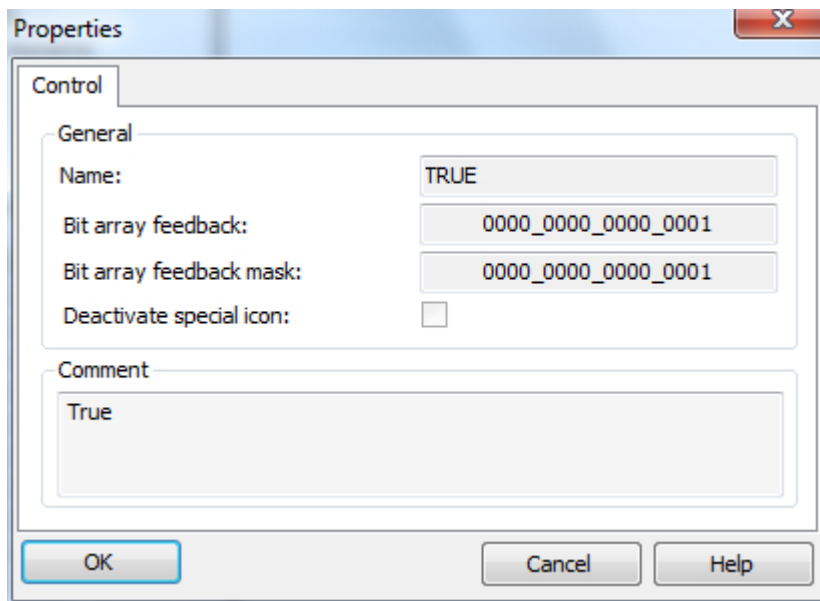 Properties
Control
General
Name: TRUE
Bit array feedback: 0000_0000_0000_0001
Bit array feedback mask: 0000_0000_0000_0001
Deactivate special icon:
Comment
True
OK Cancel Help